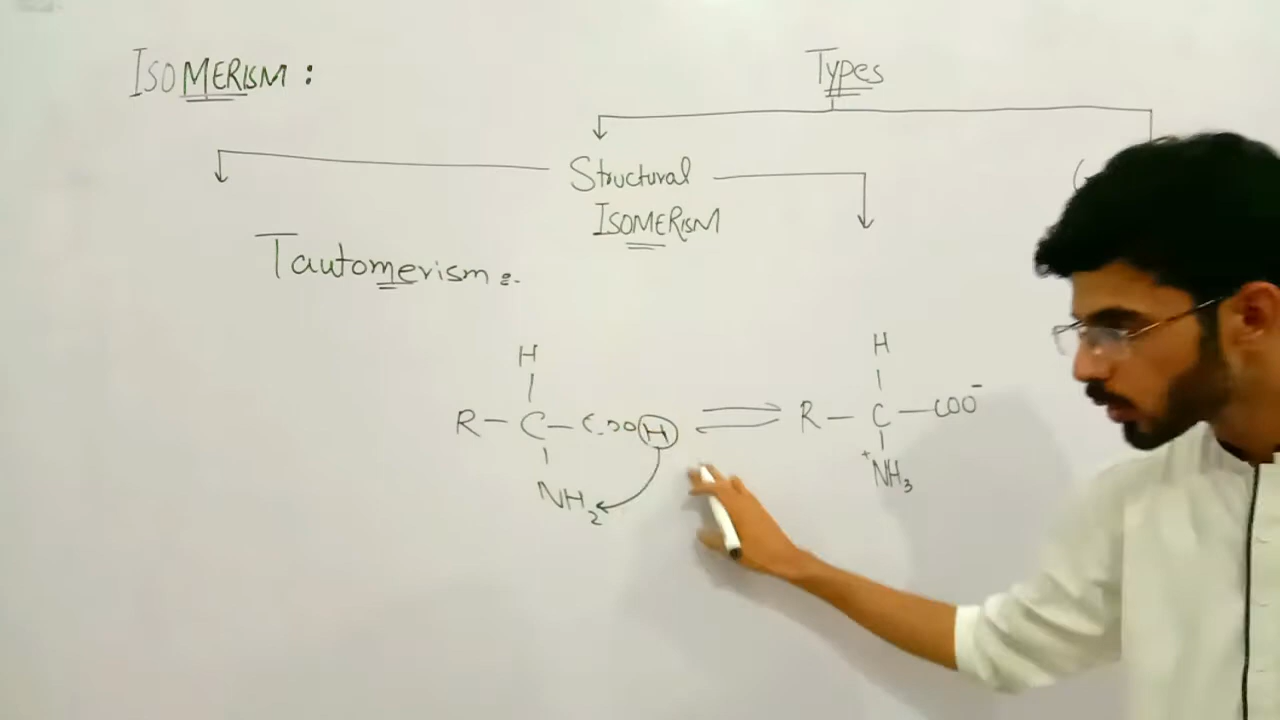 ISOMERISM :
Types
Structural
ISOMERISM
Tautomerism :-
H
R - C - COOH
NH2
H
R - C - COO-
+NH3